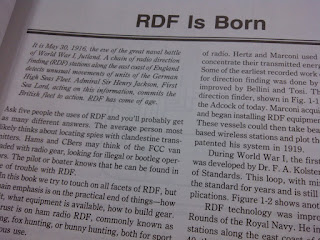 RDF Is Born
It is May 30, 1916, the eve of the great naval battle
of World War I, Jutland. A chain of radio direction
finding (RDF) stations along the east coast of England
detects unusual movements of units of the German
High Seas Fleet. Admiral Sir Henry Jackson, First
Sea Lord, acting on this information, commits the
British fleet to action. RDF has come of age.
Ask five people the uses of RDF and you'll probably get
as many different answers. The average person most
likely thinks about locating spies with clandestine trans-
mitters. Hams and CBers may think of the FCC van
loaded with radio gear, looking for illegal or bootleg oper-
ators. The pilot or boater knows that he can be found in
of trouble with RDF.
this book we try to touch on all facets of RDF, but
main emphasis is on the practical end of things—how
it, what equipment is available, how to build gear.
thrust is on ham radio RDF, commonly known as
ing, fox hunting, or bunny hunting, both for sport
ous use.
of radio. Hertz and Marconi used
concentrate their transmitted ener
Some of the earliest recorded work
for direction finding was done by
improved by Bellini and Tosi. Th
direction finder, shown in Fig. 1-1
the Adcock of today. Marconi acqui
and began installing RDF equipme
These vessels could then take bear
based wireless stations and plot th
patented his system in 1919.
During World War I, the first
was developed by Dr. F. A. Kolster
of Standards. This loop, with min
the standard for years and is still
plications. Figure 1-2 shows anot
RDF technology was impro
Rounds of the Royal Navy. He in
stations along the east coast of